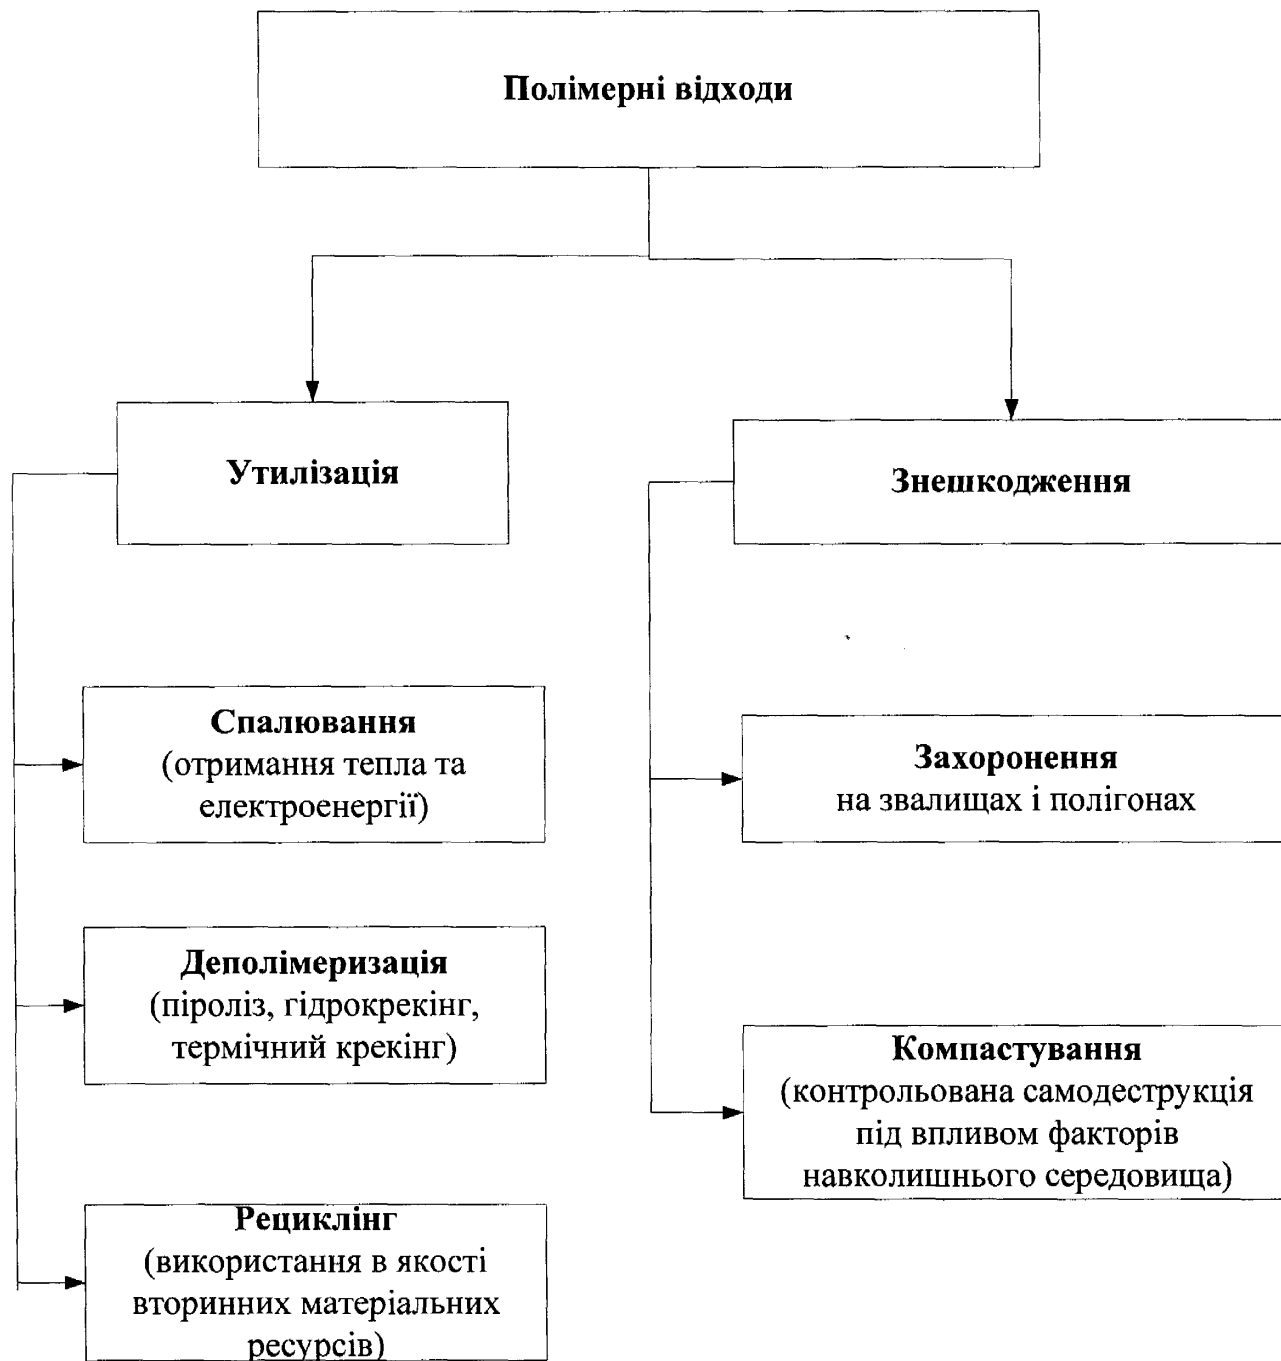 Полімерні відходи
Утилізація
Знешкодження
Спалювання
(отримання тепла та
електроенергії)
Захоронення
на звалищах і полігонах
Деполімеризація
(піроліз, гідрокрекінг,
термічний крекінг)
Компастування
(контрольована самодеструкція
під впливом факторів
навколишнього середовища)
Рециклінг
(використання в якості
вторинних матеріальних
ресурсів)